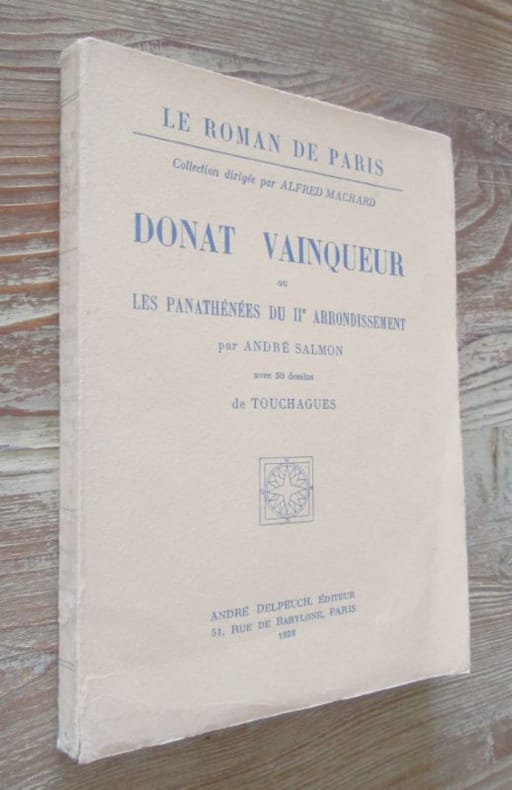 LE ROMAN DE PARIS
Collection dirigée par ALFRED MACHARD
DONAT VAINQUEUR
ou
LES PANATHÉNÉES DU IIᵉ ARRONDISSEMENT
par ANDRÉ SALMON
avec 50 dessins
de TOUCHAGUES
ANDRÉ DELPEUCH, ÉDITEUR
51, RUE DE BABYLONE, PARIS